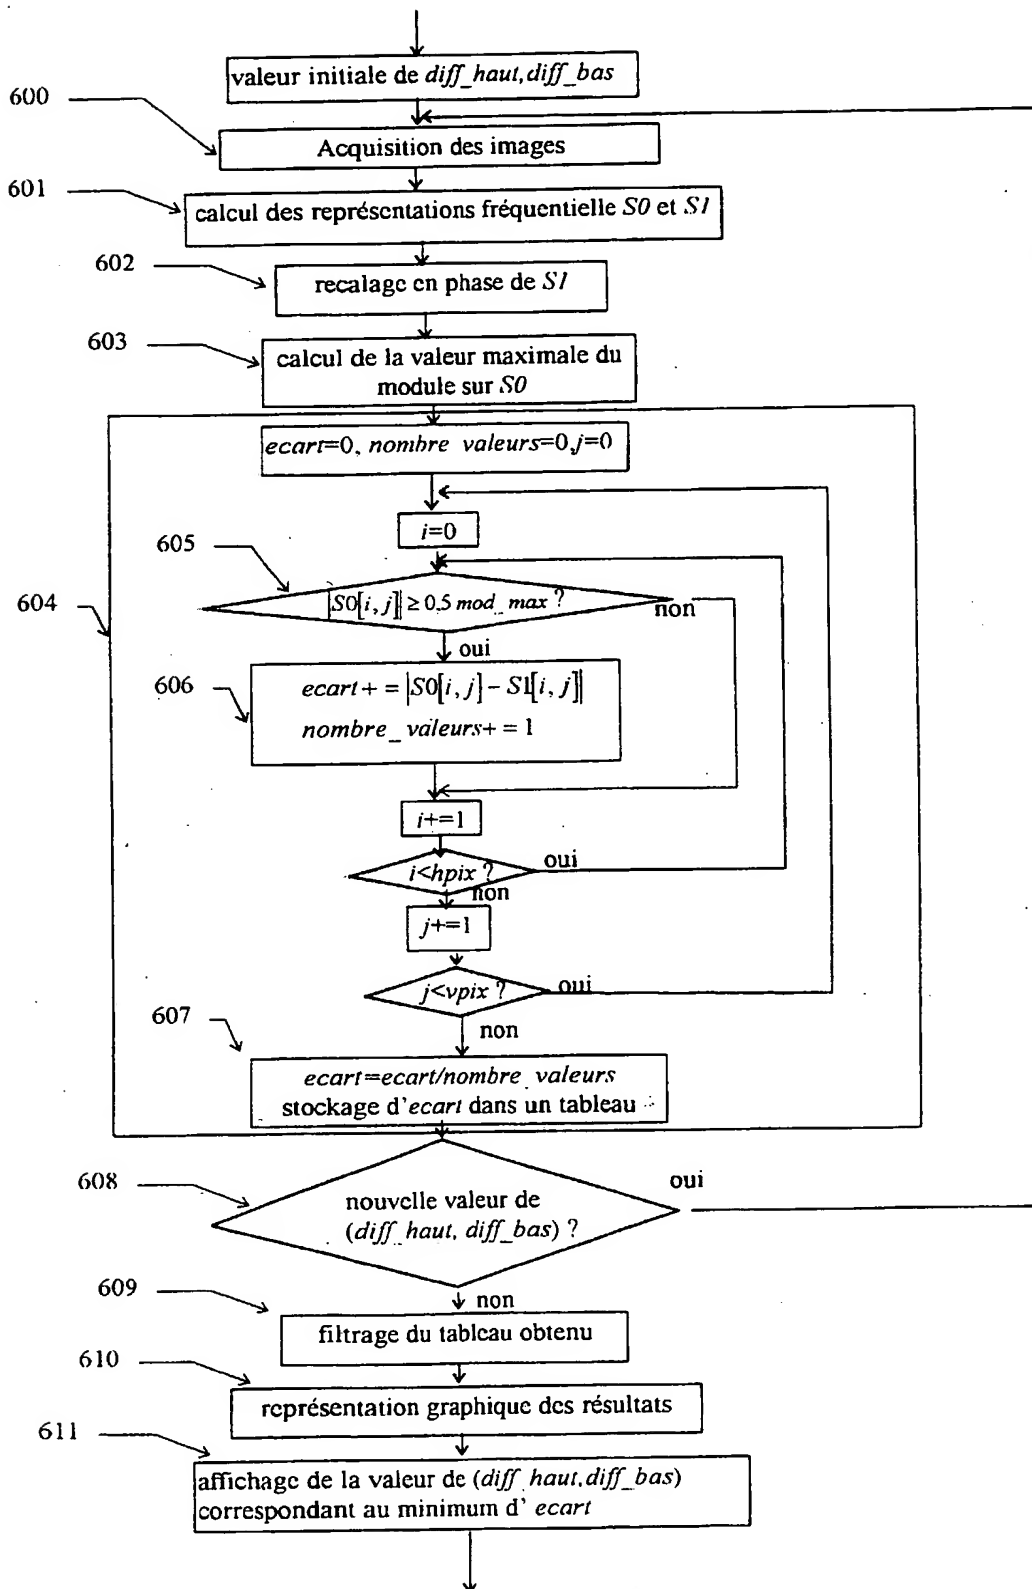 valeur initiale de diff_haut,diff_bas
600
Acquisition des images
601
calcul des représentations fréquentielle S0 et S1
602
recalage en phase de S1
603
calcul de la valeur maximale du
module sur S0
ecart=0, nombre_valeurs=0,j=0
i=0
605
604
|S0[i, j]| ≥ 0,5 mod_max ?
non
oui
606
ecart + = |S0[i, j] - S1[i, j]|
nombre_valeurs+ = 1
i+=1
i<hpix ?
oui
non
j+=1
j<vpix ?
oui
607
non
ecart=ecart/nombre_valeurs
stockage d'ecart dans un tableau
608
oui
nouvelle valeur de
(diff_haut, diff_bas) ?
609
non
filtrage du tableau obtenu
610
représentation graphique des résultats
611
affichage de la valeur de (diff_haut,diff_bas)
correspondant au minimum d' ecart